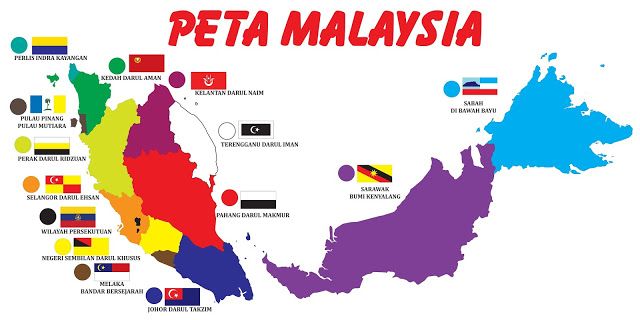 PETA MALAYSIA
PERLIS INDRA KAYANGAN
KEDAH DARUL AMAN
KELANTAN DARUL NAIM
PULAU PINANG
PULAU MUTIARA
TERENGGANU DARUL IMAN
PERAK DARUL RIDZUAN
SELANGOR DARUL EHSAN
PAHANG DARUL MAKMUR
WILAYAH PERSEKUTUAN
NEGERI SEMBILAN DARUL KHUSUS
MELAKA
BANDAR BERSEJARAH
JOHOR DARUL TAKZIM
SABAH
DI BAWAH BAYU
SARAWAK
BUMI KENYALANG